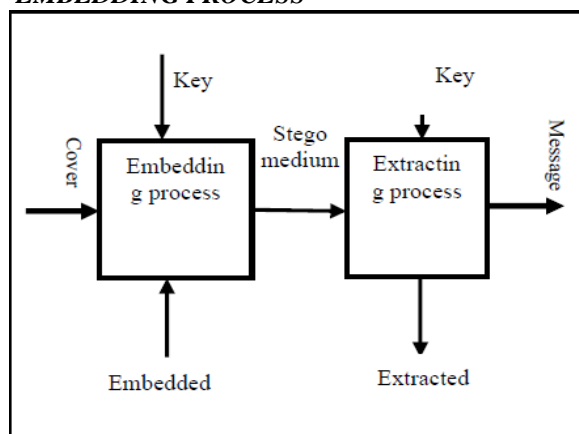 EMBEDDING PROCESS
Key
Key
Cover
Embeddin
g process
Stego
medium
Extractin
g process
Message
Embedded
Extracted